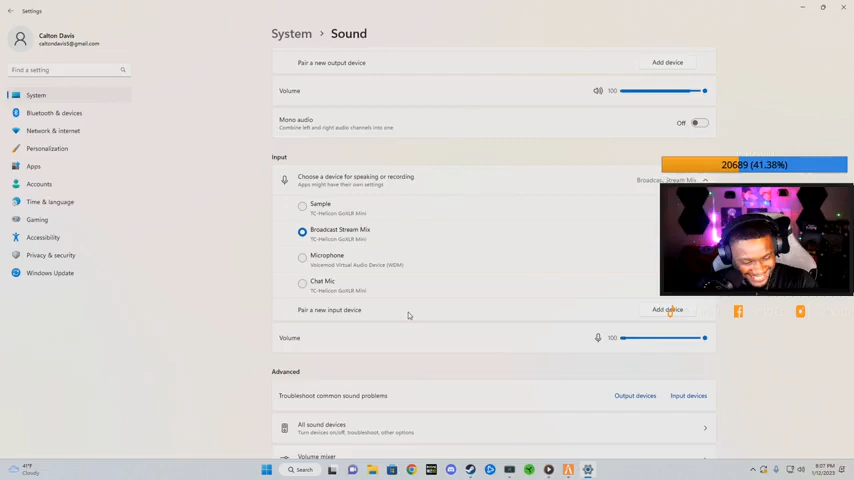 Settings
Calton Davis
caltondavis5@gmail.com
Find a setting
System
Bluetooth & devices
Network & internet
Personalization
Apps
Accounts
Time & language
Gaming
Accessibility
Privacy & security
Windows Update
System > Sound
Pair a new output device
Add device
Volume
100
Mono audio
Combine left and right audio channels into one
Off
Input
Choose a device for speaking or recording
Apps might have their own settings
Broadcast Stream Mix
Sample
TC-Helicon GoXLR Mini
Broadcast Stream Mix
TC-Helicon GoXLR Mini
Microphone
Voicemod Virtual Audio Device (WDM)
Chat Mic
TC-Helicon GoXLR Mini
Pair a new input device
Add device
Volume
100
Advanced
Troubleshoot common sound problems
Output devices
Input devices
All sound devices
Turn devices on/off, troubleshoot, other options
Volume mixer
20689 (41.38%)
41°F
Cloudy
Search
8:07 PM
1/12/2023